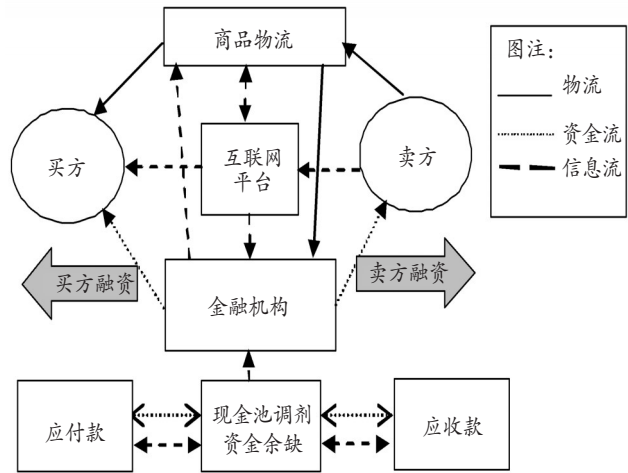 商品物流
图注：
物流
资金流
信息流
买方
互联网
平台
卖方
买方融资
卖方融资
金融机构
应付款
现金池调剂
资金余缺
应收款